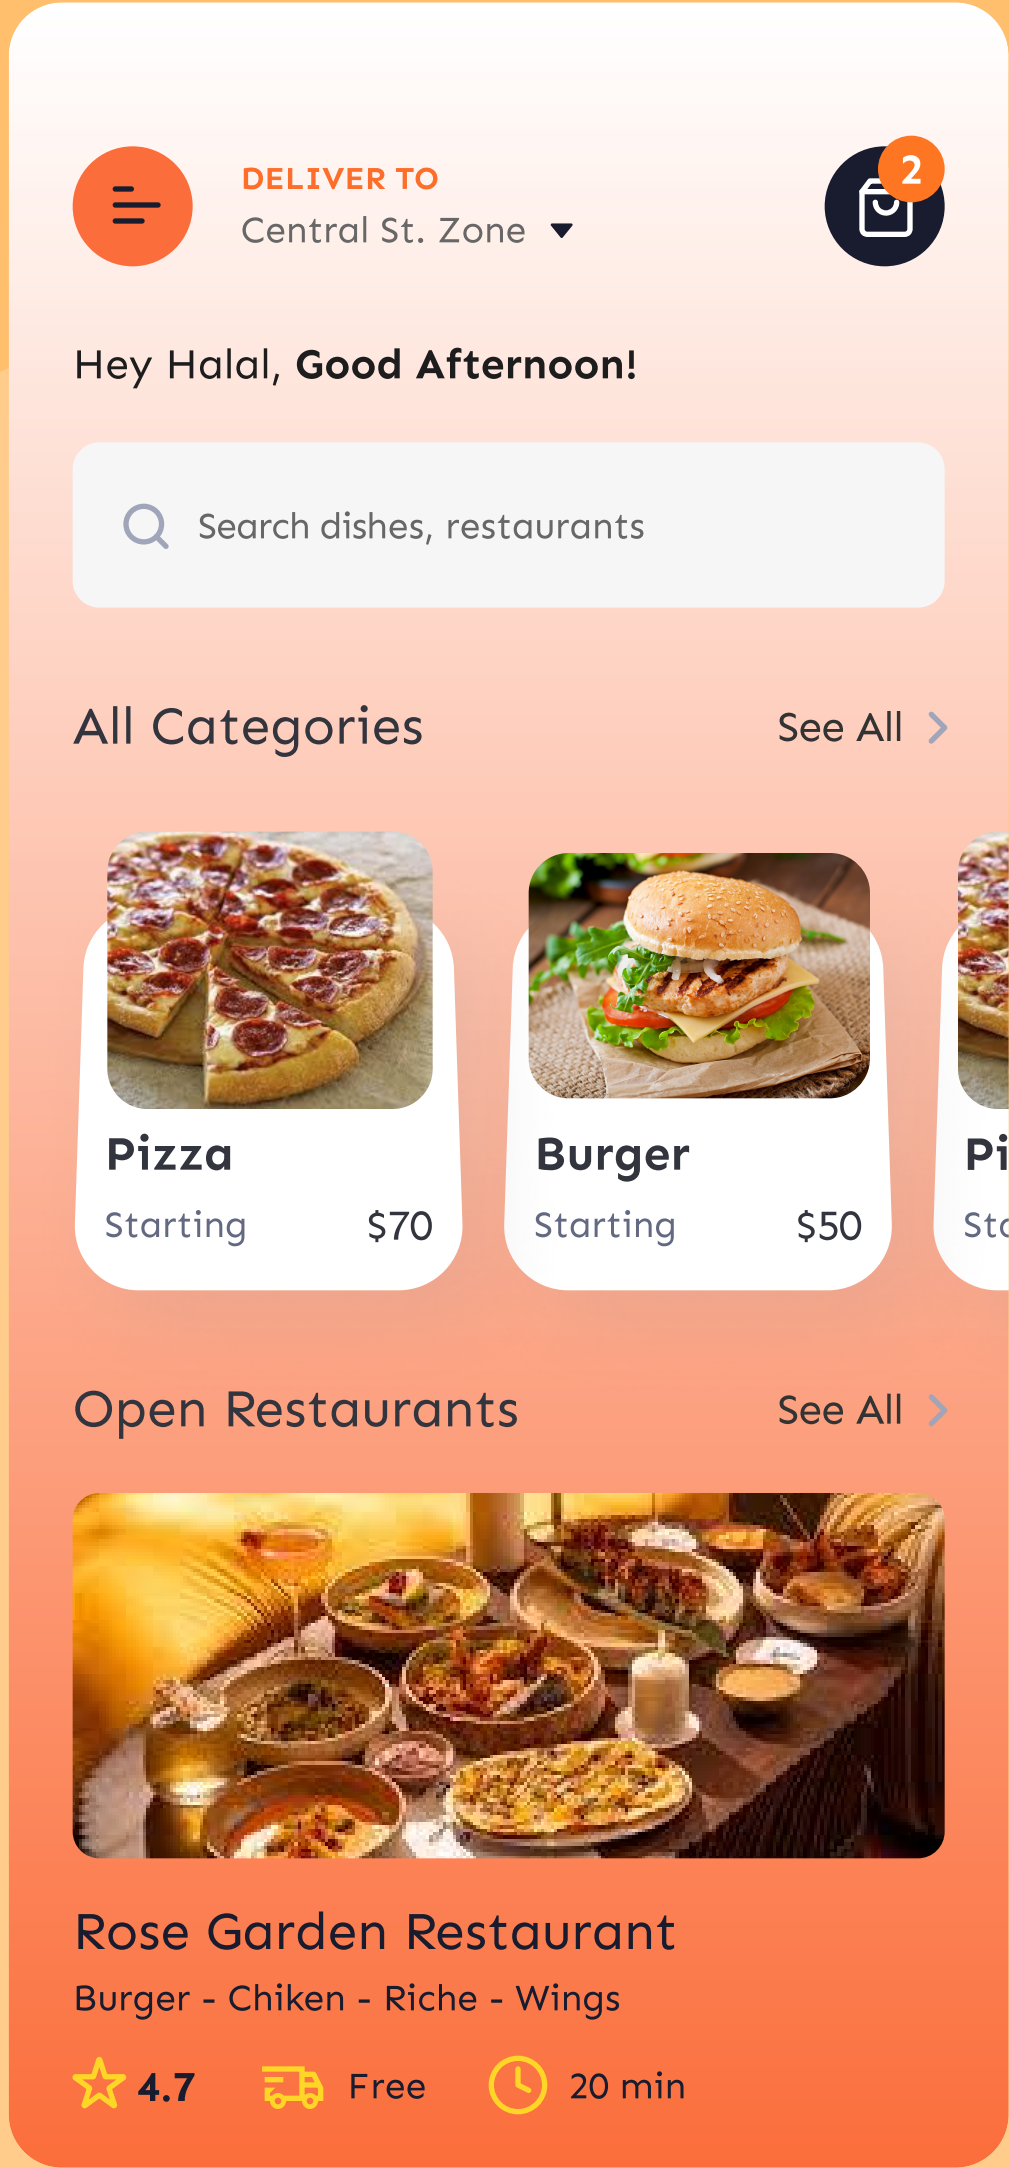 DELIVER TO
Central St. Zone
2
Hey Halal, Good Afternoon!
Search dishes, restaurants
All Categories
See All
Pizza
Starting
$70
Burger
Starting
$50
Pi
Sta
Open Restaurants
See All
Rose Garden Restaurant
Burger - Chiken - Riche - Wings
4.7
Free
20 min